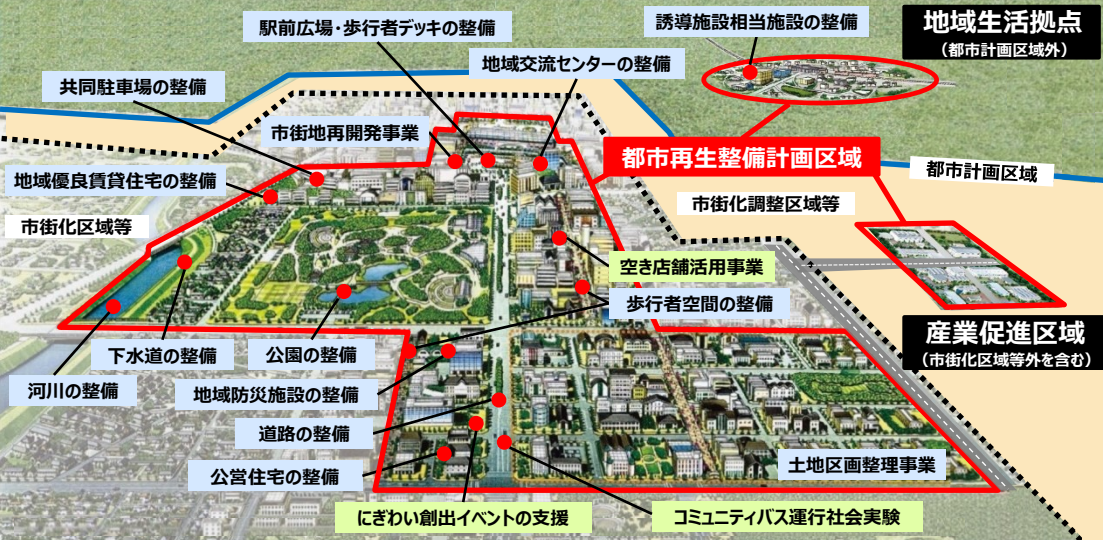 駅前広場・歩行者デッキの整備
誘導施設相当施設の整備
地域生活拠点
（都市計画区域外）
地域交流センターの整備
共同駐車場の整備
市街地再開発事業
都市再生整備計画区域
都市計画区域
地域優良賃貸住宅の整備
市街化調整区域等
市街化区域等
空き店舗活用事業
歩行者空間の整備
産業促進区域
（市街化区域等外を含む）
下水道の整備
公園の整備
河川の整備
地域防災施設の整備
道路の整備
公営住宅の整備
土地区画整理事業
にぎわい創出イベントの支援
コミュニティバス運行社会実験